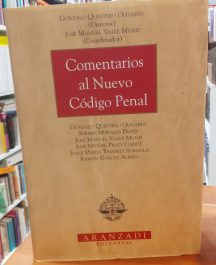 GONZALO QUINTERO OLIVARES
(Director)
JOSÉ MANUEL VALLE MUÑIZ
(Coordinador)
Comentarios
al Nuevo
Código Penal
GONZALO QUINTERO OLIVARES
FERMÍN MORALES PRATS
JOSÉ MANUEL VALLE MUÑIZ
JOSÉ MIGUEL PRATS CANUT
JOSEP MARÍA TAMARIT SUMALLA
RAMÓN GARCÍA ALBERO
ARANZADI
EDITORIAL